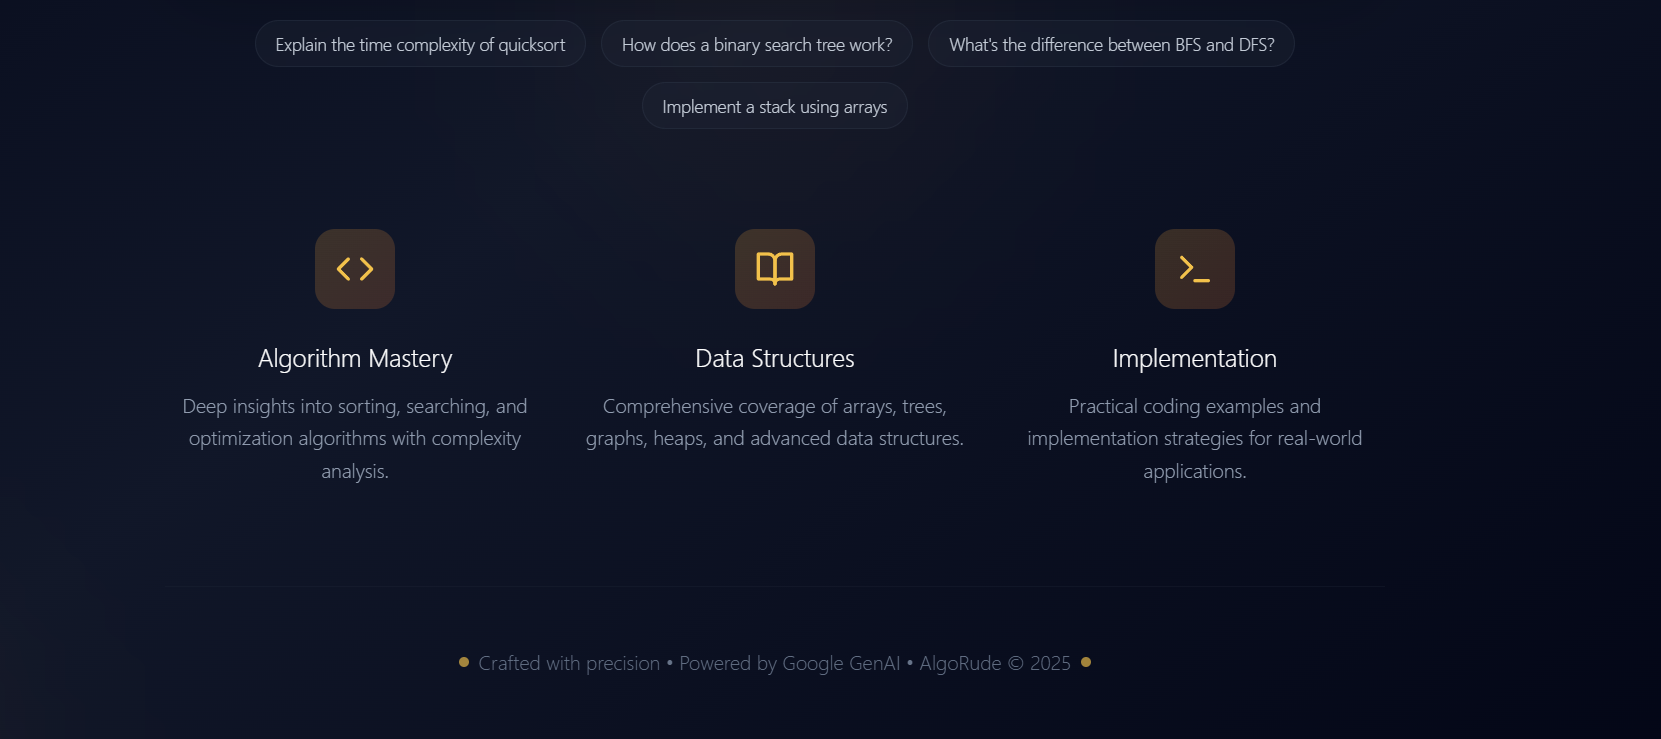 Explain the time complexity of quicksort
How does a binary search tree work?
What's the difference between BFS and DFS?
Implement a stack using arrays
Algorithm Mastery
Deep insights into sorting, searching, and
optimization algorithms with complexity
analysis.
Data Structures
Comprehensive coverage of arrays, trees,
graphs, heaps, and advanced data structures.
Implementation
Practical coding examples and
implementation strategies for real-world
applications.
Crafted with precision • Powered by Google GenAI • AlgoRude © 2025